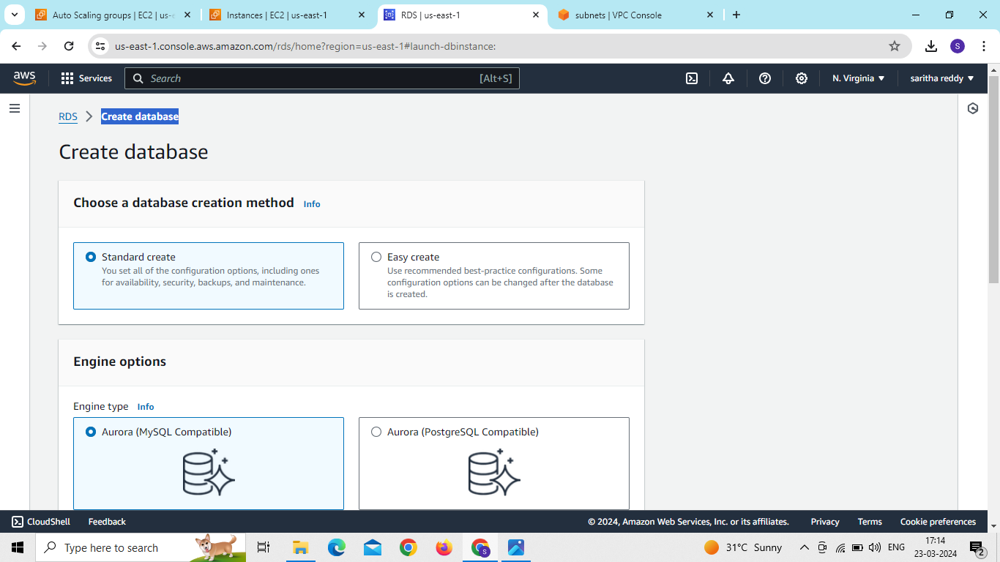 Auto Scaling groups | EC2 | us-e
Instances | EC2 | us-east-1
RDS | us-east-1
subnets | VPC Console
us-east-1.console.aws.amazon.com/rds/home?region=us-east-1#launch-dbinstance:
S
aws
Services
Search
[Alt+S]
N. Virginia
saritha reddy
RDS
Create database
Create database
Choose a database creation method Info
Standard create
You set all of the configuration options, including ones
for availability, security, backups, and maintenance.
Easy create
Use recommended best-practice configurations. Some
configuration options can be changed after the database
is created.
Engine options
Engine type Info
Aurora (MySQL Compatible)
Aurora (PostgreSQL Compatible)
CloudShell
Feedback
© 2024, Amazon Web Services, Inc. or its affiliates.
Privacy
Terms
Cookie preferences
Type here to search
S
31°C Sunny
ENG
17:14
23-03-2024
2